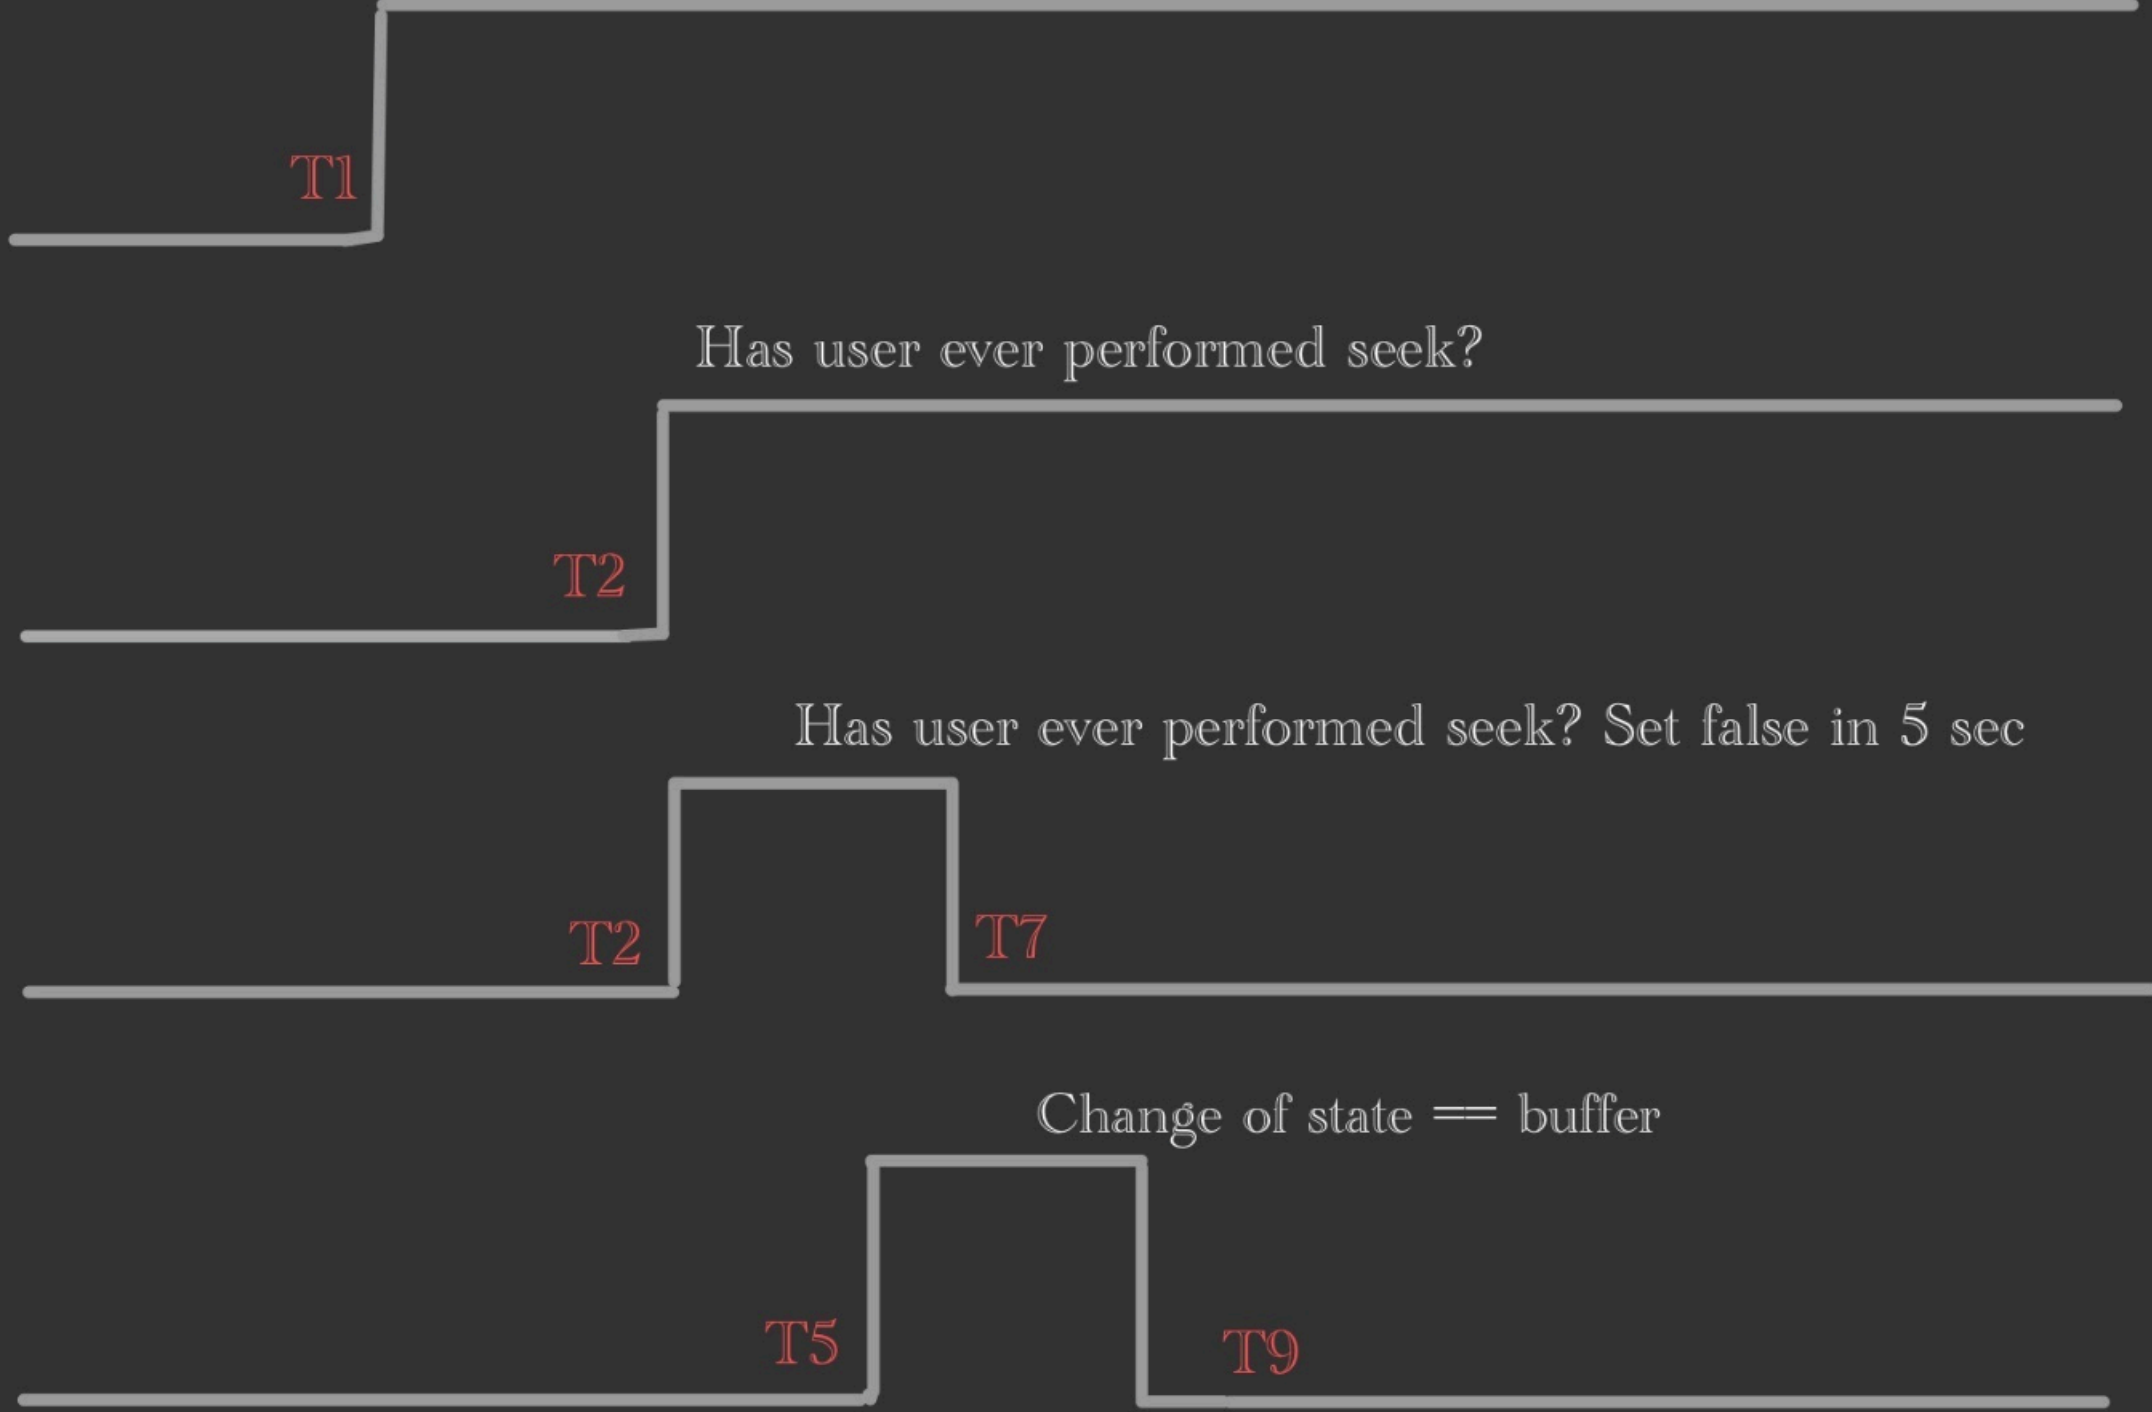 T1
Has user ever performed seek?
T2
Has user ever performed seek? Set false in 5 sec
T2
T7
Change of state == buffer
T5
T9